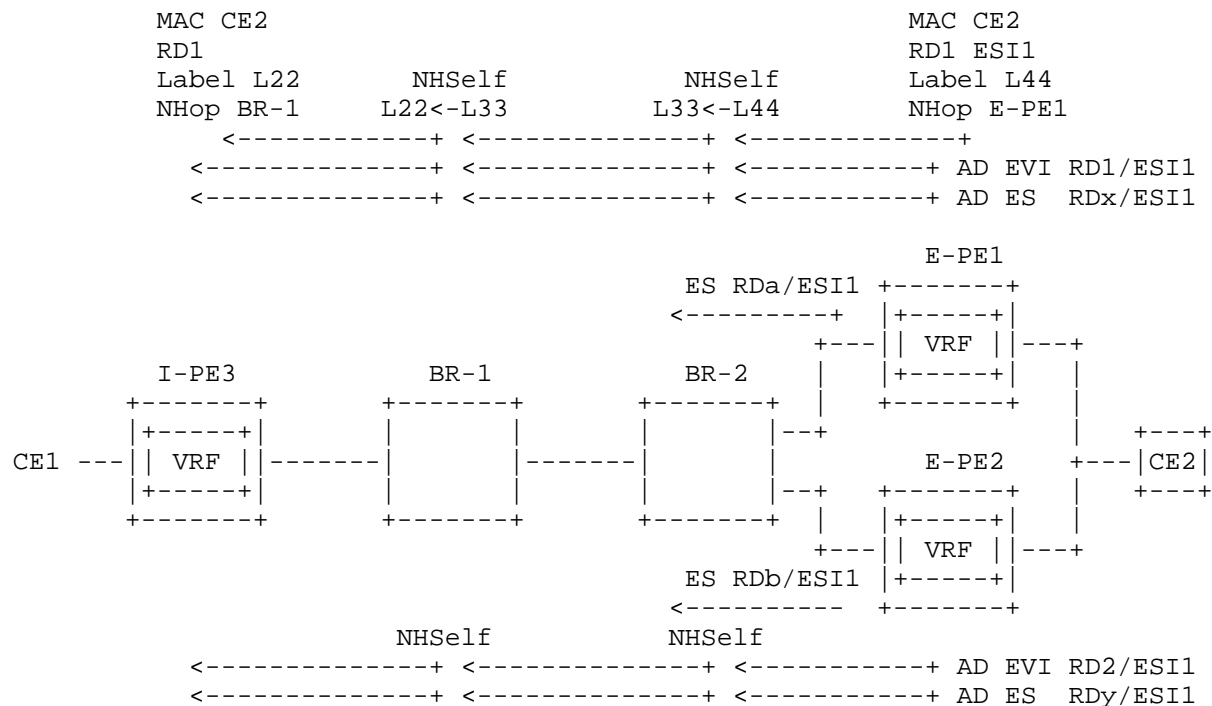 MAC CE2 MAC CE2
RD1 RD1 ESI1
Label L22 NHSelf NHSelf Label L44
NHop BR-1 L22<-L33 L33<-L44 NHop E-PE1
<------------+ <-------------+ <------------+
<-------------+ <-------------+ <-----------+ AD EVI RD1/ESI1
<-------------+ <-------------+ <-----------+ AD ES RDx/ESI1
E-PE1
ES RDa/ESI1 +-------+
<---------+ |+-----+|
+---|| VRF ||---+
I-PE3 BR-1 BR-2 | |+-----+| |
+-------+ +-------+ +-------+ | +-------+ |
|+-----+| | | | |--+ | +---+
CE1 ---|| VRF ||-------| |-------| | E-PE2 +---|CE2|
|+-----+| | | | |--+ +-------+ | +---+
+-------+ +-------+ +-------+ | |+-----+| |
+---|| VRF ||---+
ES RDb/ESI1 |+-----+|
<---------- +-------+
NHSelf NHSelf
<-------------+ <-------------+ <-----------+ AD EVI RD2/ESI1
<-------------+ <-------------+ <-----------+ AD ES RDy/ESI1